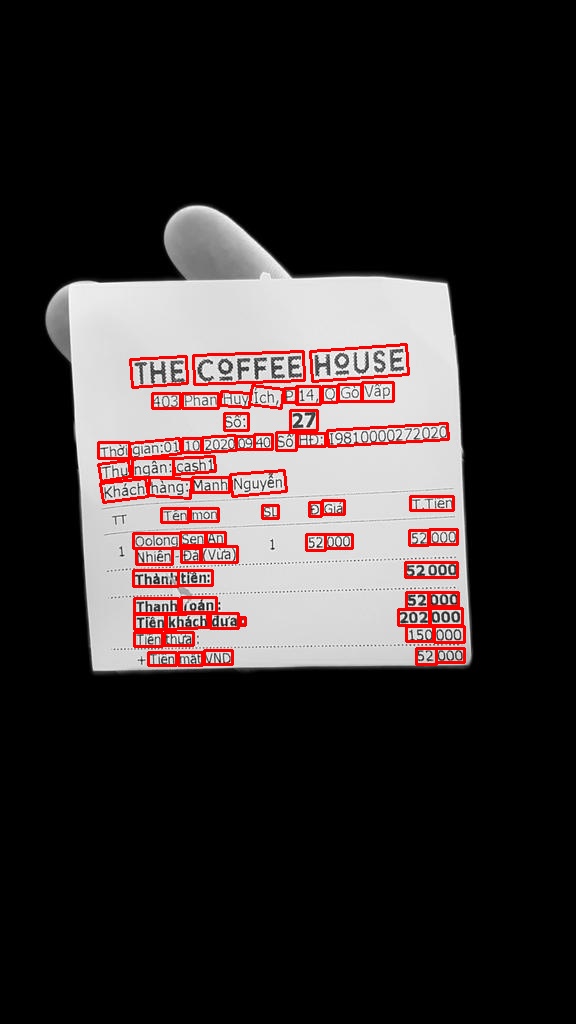 THE COFFEE HOUSE
403 Phan Huy Ích, P 14, Q Gò Vấp
Số: 27
Thời gian:01 10 2020 09 40 Số HĐ: I9810000272020
Thu ngân: cash1
Khách hàng: Mạnh Nguyễn
TT Tên món SL Đ Giá T.Tiền
1 Oolong Sen An 1 52 000 52 000
Nhiên - Đá (Vừa)
Thành tiền: 52 000
Thanh toán: 52 000
Tiền khách đưa: 202 000
Tiền thừa: 150 000
+ Tiền mặt VND 52 000